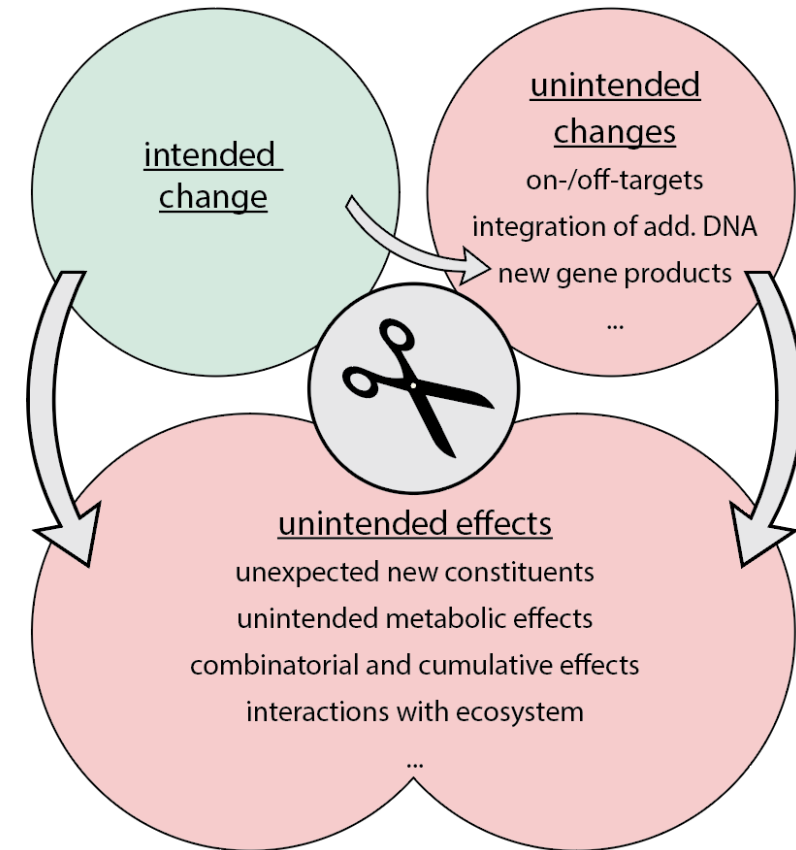 intended
change
unintended
changes
on-/off-targets
integration of add. DNA
new gene products
...
unintended effects
unexpected new constituents
unintended metabolic effects
combinatorial and cumulative effects
interactions with ecosystem
...